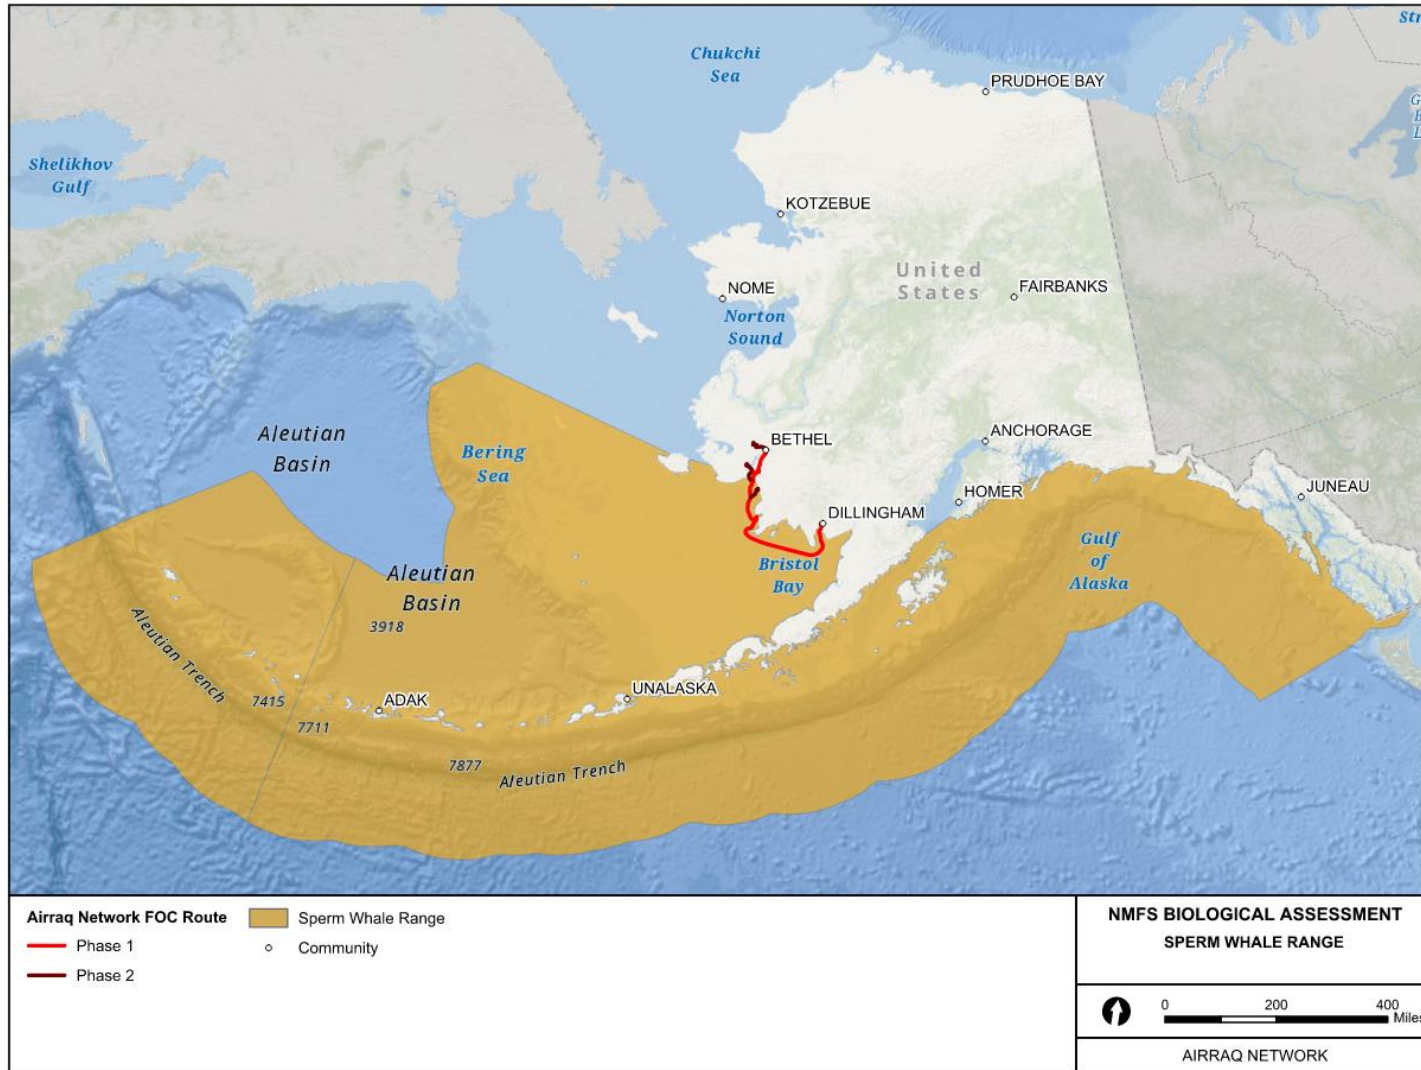 Chukchi
Sea
Str
PRUDHOE BAY
G
B
L
Shelikhov
Gulf
KOTZEBUE
United
States
NOME
FAIRBANKS
Norton
Sound
Aleutian
Basin
Bering
Sea
BETHEL
ANCHORAGE
HOMER
JUNEAU
DILLINGHAM
Gulf
of
Alaska
Bristol
Bay
Aleutian
Basin
3918
Aleutian Trench
7415
7711
ADAK
UNALASKA
7877
Aleutian Trench
Airraq Network FOC Route
Phase 1
Phase 2
Sperm Whale Range
Community
NMFS BIOLOGICAL ASSESSMENT
SPERM WHALE RANGE
0 200 400
Miles
AIRRAQ NETWORK